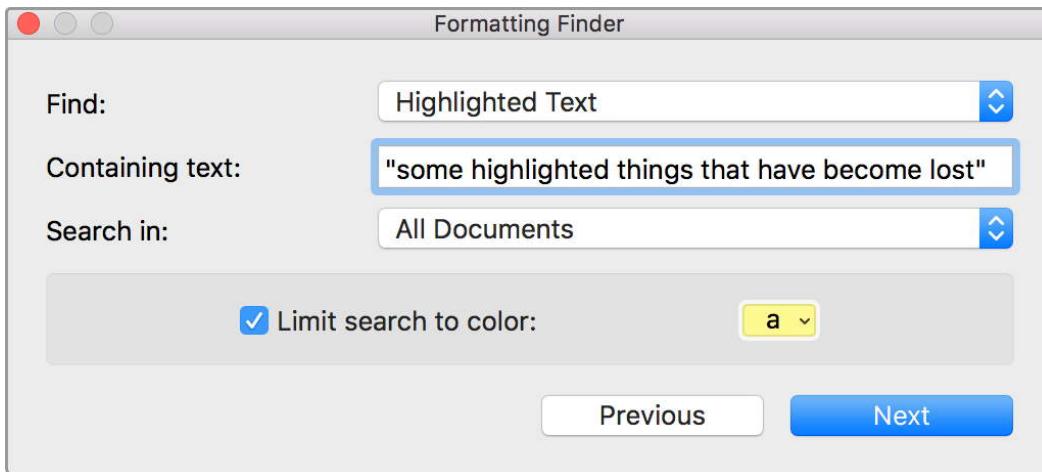 Formatting Finder
Find: Highlighted Text
Containing text: "some highlighted things that have become lost"
Search in: All Documents
Limit search to color: a
Previous Next